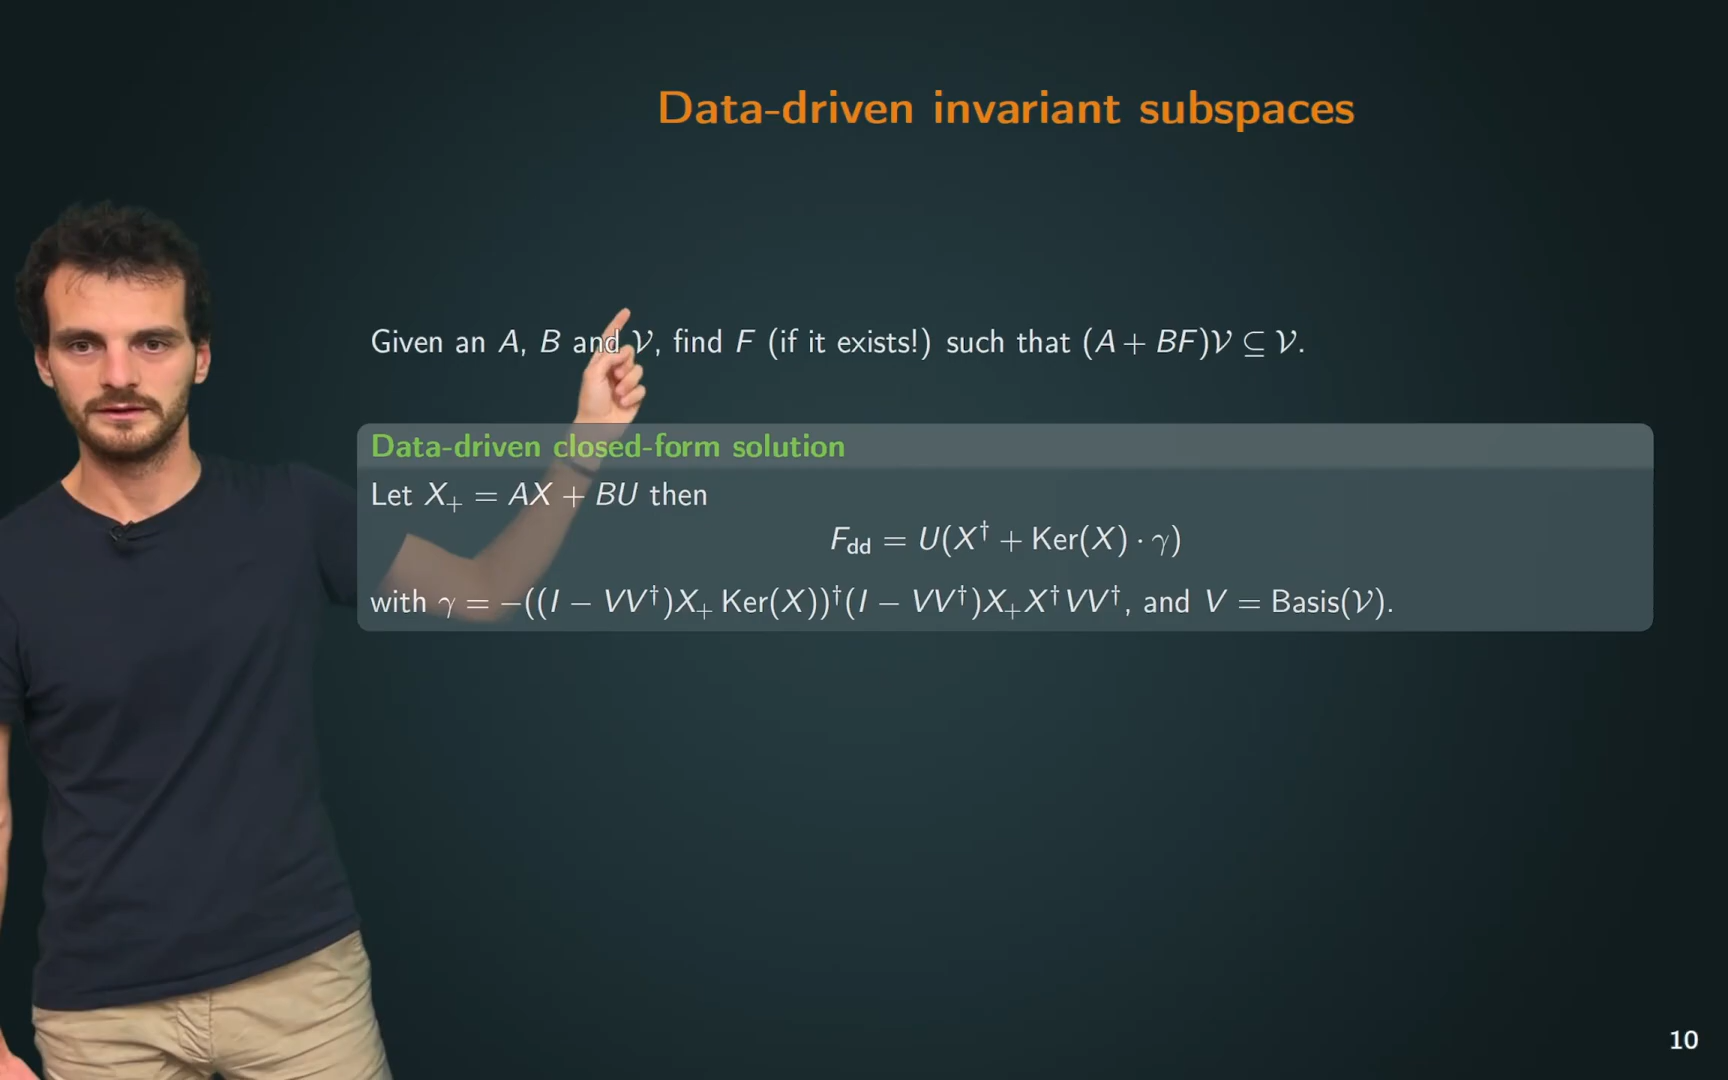 Data-driven invariant subspaces
Given an A, B and 𝒱, find F (if it exists!) such that (A + BF)𝒱 ⊆ 𝒱.
Data-driven closed-form solution
Let X₊ = AX + BU then
F_dd = U(X† + Ker(X) · γ)
with γ = −((I − VV†)X₊ Ker(X))†(I − VV†)X₊X†VV†, and V = Basis(𝒱).
10